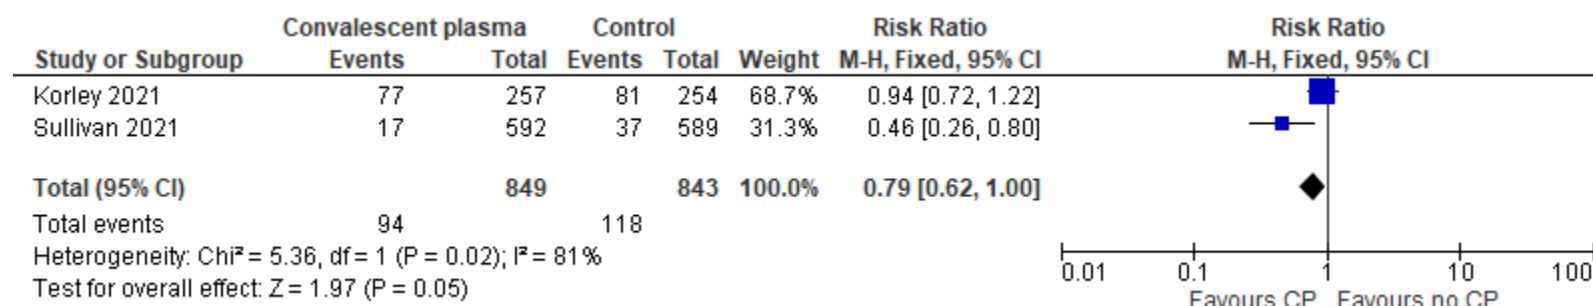 Convalescent plasma Control Risk Ratio Risk Ratio
Study or Subgroup Events Total Events Total Weight M-H, Fixed, 95% CI M-H, Fixed, 95% CI
Korley 2021 77 257 81 254 68.7% 0.94 [0.72, 1.22]
Sullivan 2021 17 592 37 589 31.3% 0.46 [0.26, 0.80]
Total (95% CI) 849 843 100.0% 0.79 [0.62, 1.00]
Total events 94 118
Heterogeneity: Chi² = 5.36, df = 1 (P = 0.02); I² = 81%
Test for overall effect: Z = 1.97 (P = 0.05)
0.01 0.1 1 10 100
Favours CP Favours no CP